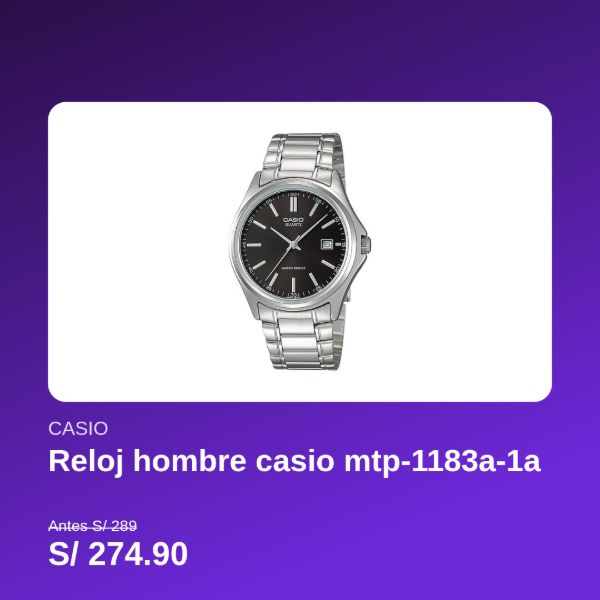 CASIO
QUARTZ
WATER RESIST
CASIO
Reloj hombre casio mtp-1183a-1a
Antes S/ 289
S/ 274.90